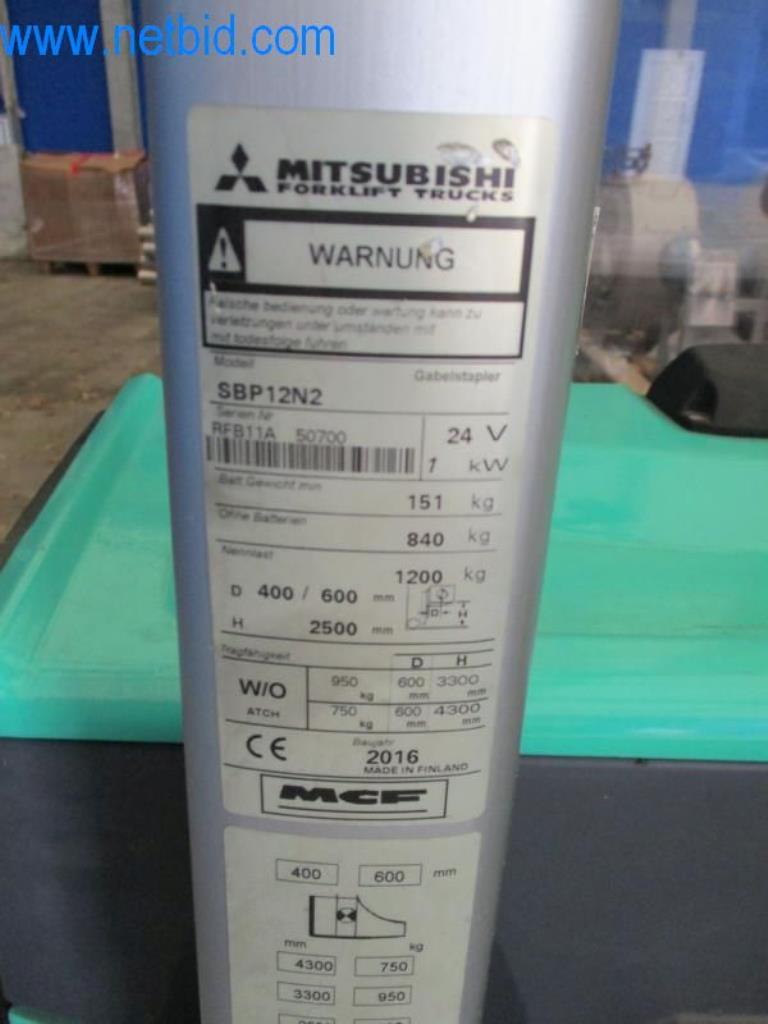 www.netbid.com
MITSUBISHI
FORKLIFT TRUCKS
WARNUNG
Falsche bedienung oder wartung kann zu
verletzungen unter umständen mit
mit todesfolge führen
Modell Gabelstapler
SBP12N2
Serien Nr
RFB11A 50700 24 V
1 kW
Batt Gewicht min 151 kg
Ohne Batterien 840 kg
Nennlast 1200 kg
D 400 / 600 mm D H
H 2500 mm
Tragfähigkeit D H
W/O 950 kg 600 mm 3300 mm
ATCH 750 kg 600 mm 4300 mm
CE Baujahr
2016
MADE IN FINLAND
MCF
400 600 mm
mm kg
4300 750
3300 950